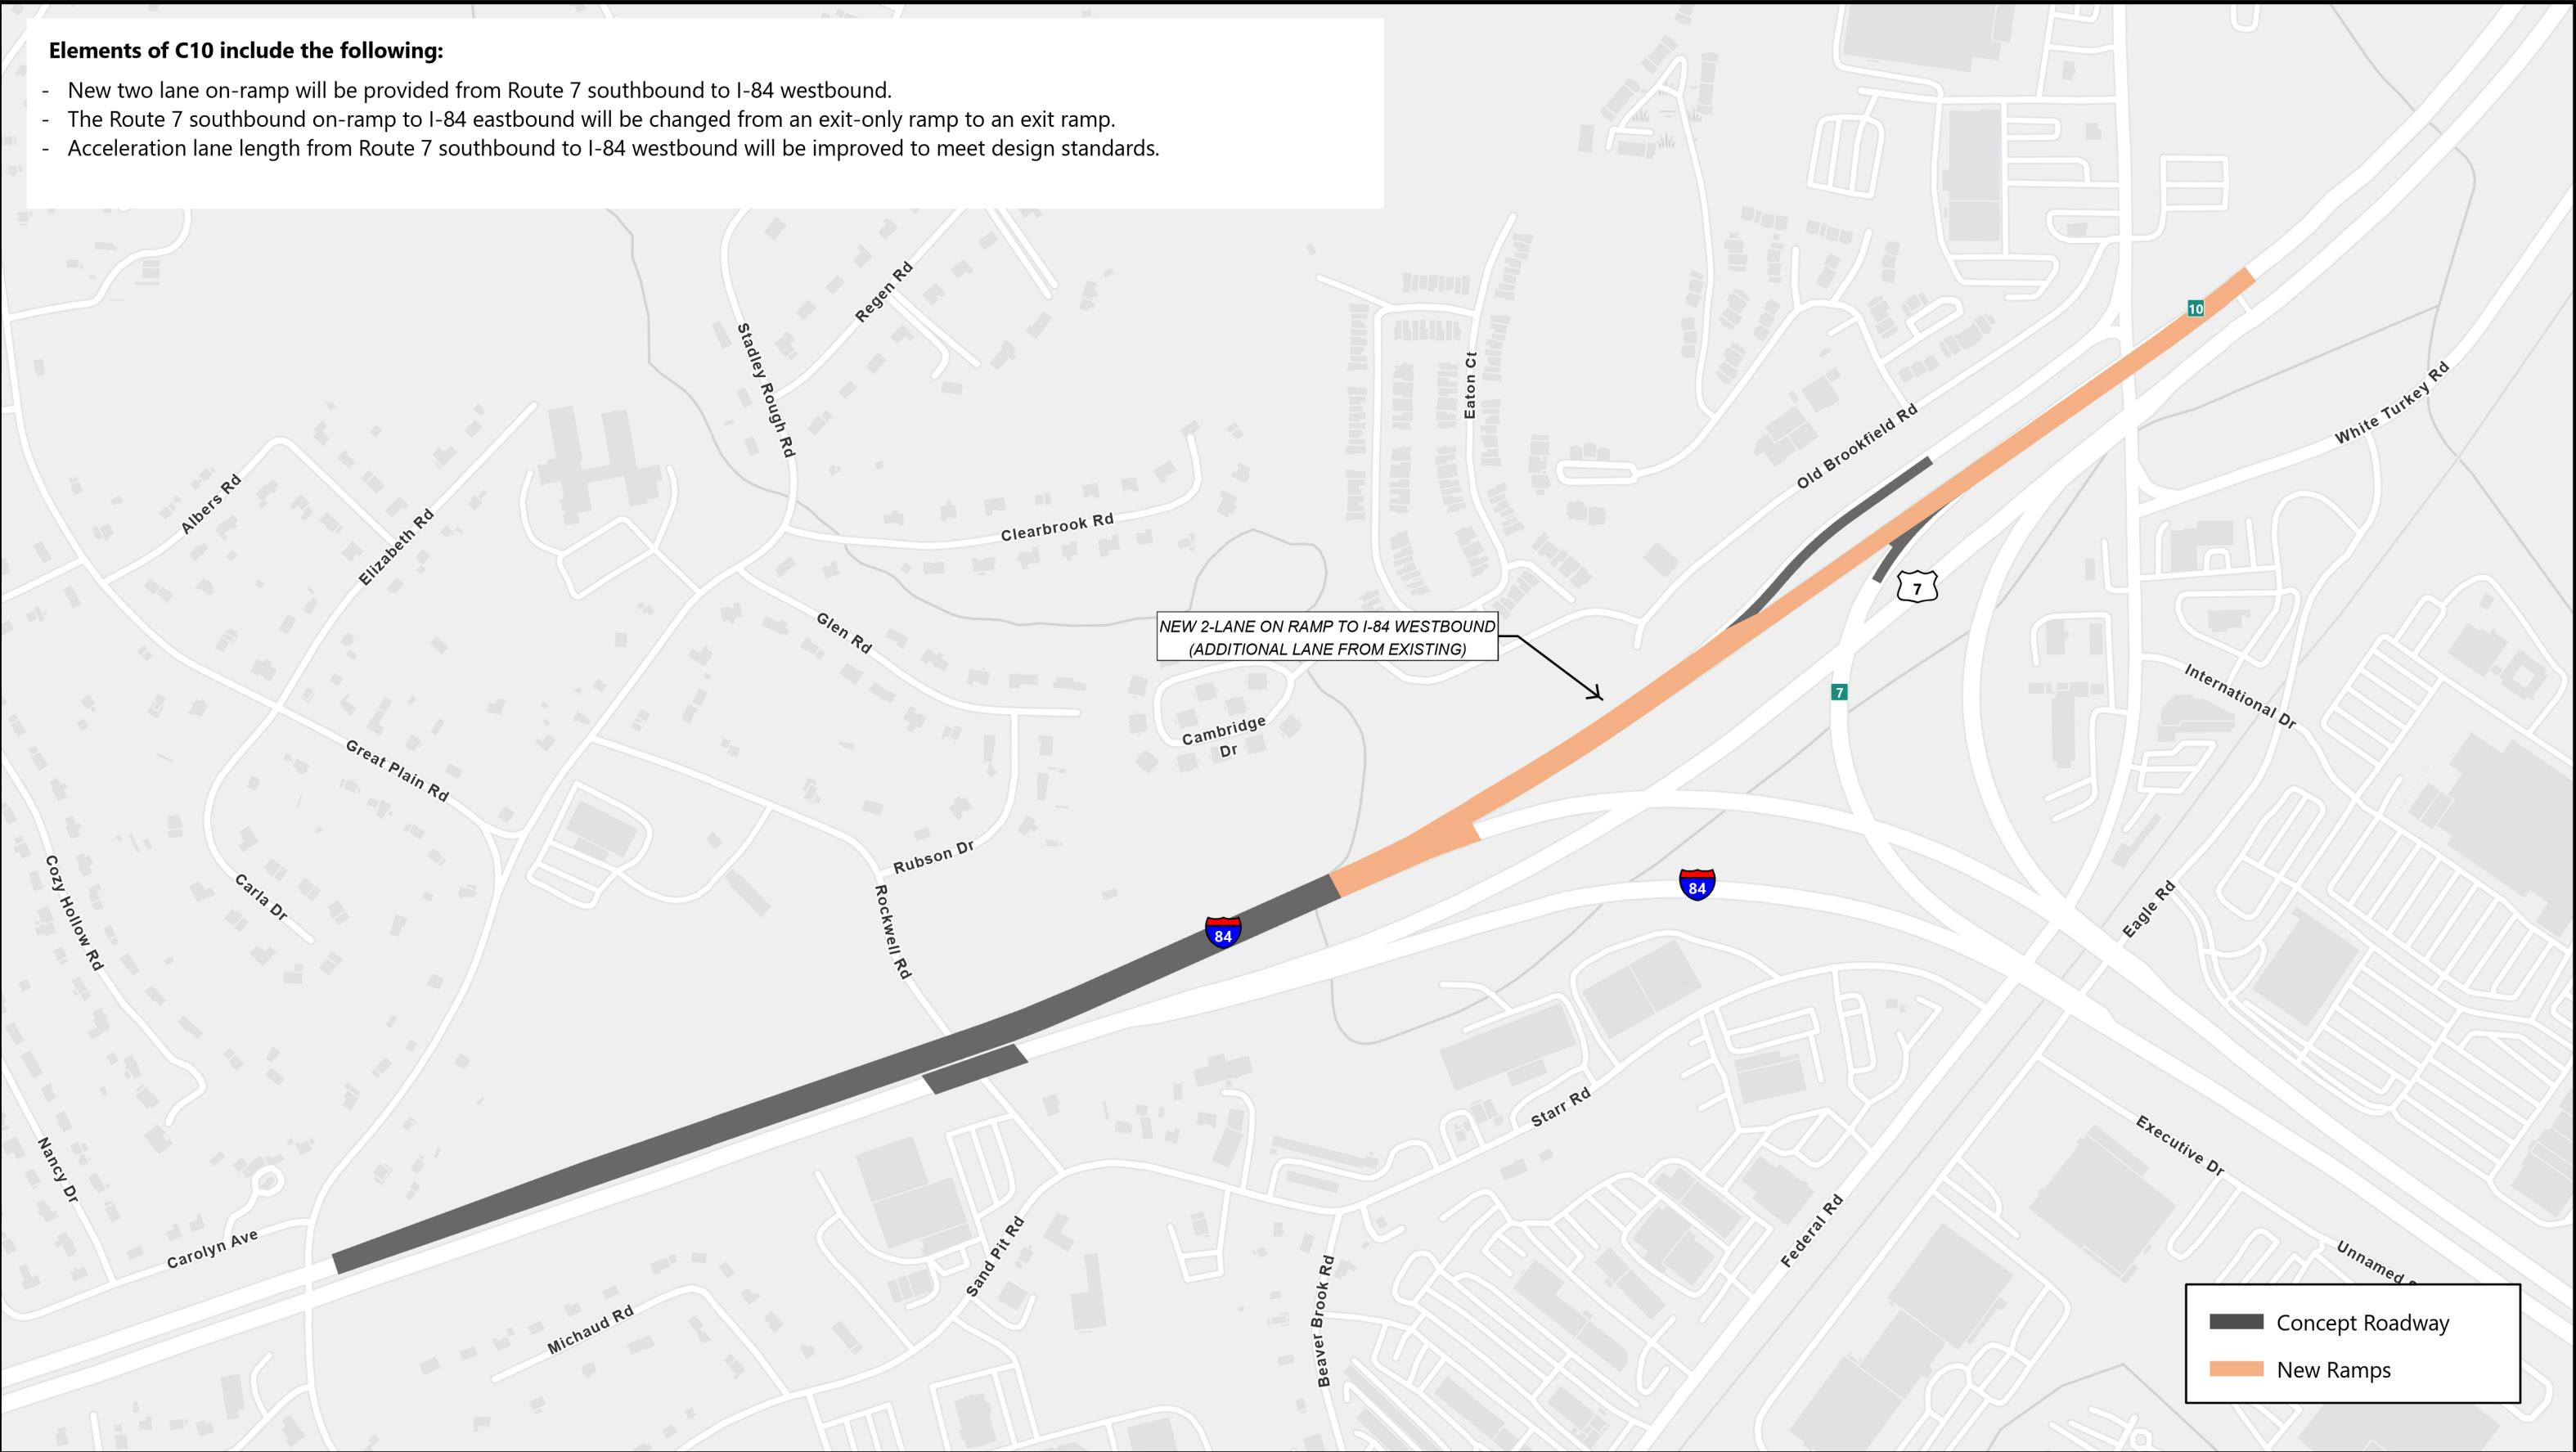 Elements of C10 include the following:
- New two lane on-ramp will be provided from Route 7 southbound to I-84 westbound.
- The Route 7 southbound on-ramp to I-84 eastbound will be changed from an exit-only ramp to an exit ramp.
- Acceleration lane length from Route 7 southbound to I-84 westbound will be improved to meet design standards.
Regen Rd
Stadley Rough Rd
10
Eaton Ct
White Turkey Rd
Old Brookfield Rd
Albers Rd
Elizabeth Rd
Clearbrook Rd
7
Glen Rd
NEW 2-LANE ON RAMP TO I-84 WESTBOUND
(ADDITIONAL LANE FROM EXISTING)
7
International Dr
Cambridge
Dr
Great Plain Rd
Rubson Dr
Cozy Hollow Rd
Carla Dr
84
Rockwell Rd
84
Eagle Rd
Starr Rd
Nancy Dr
Executive Dr
Carolyn Ave
Sand Pit Rd
Federal Rd
Unnamed
Michaud Rd
Beaver Brook Rd
Concept Roadway
New Ramps